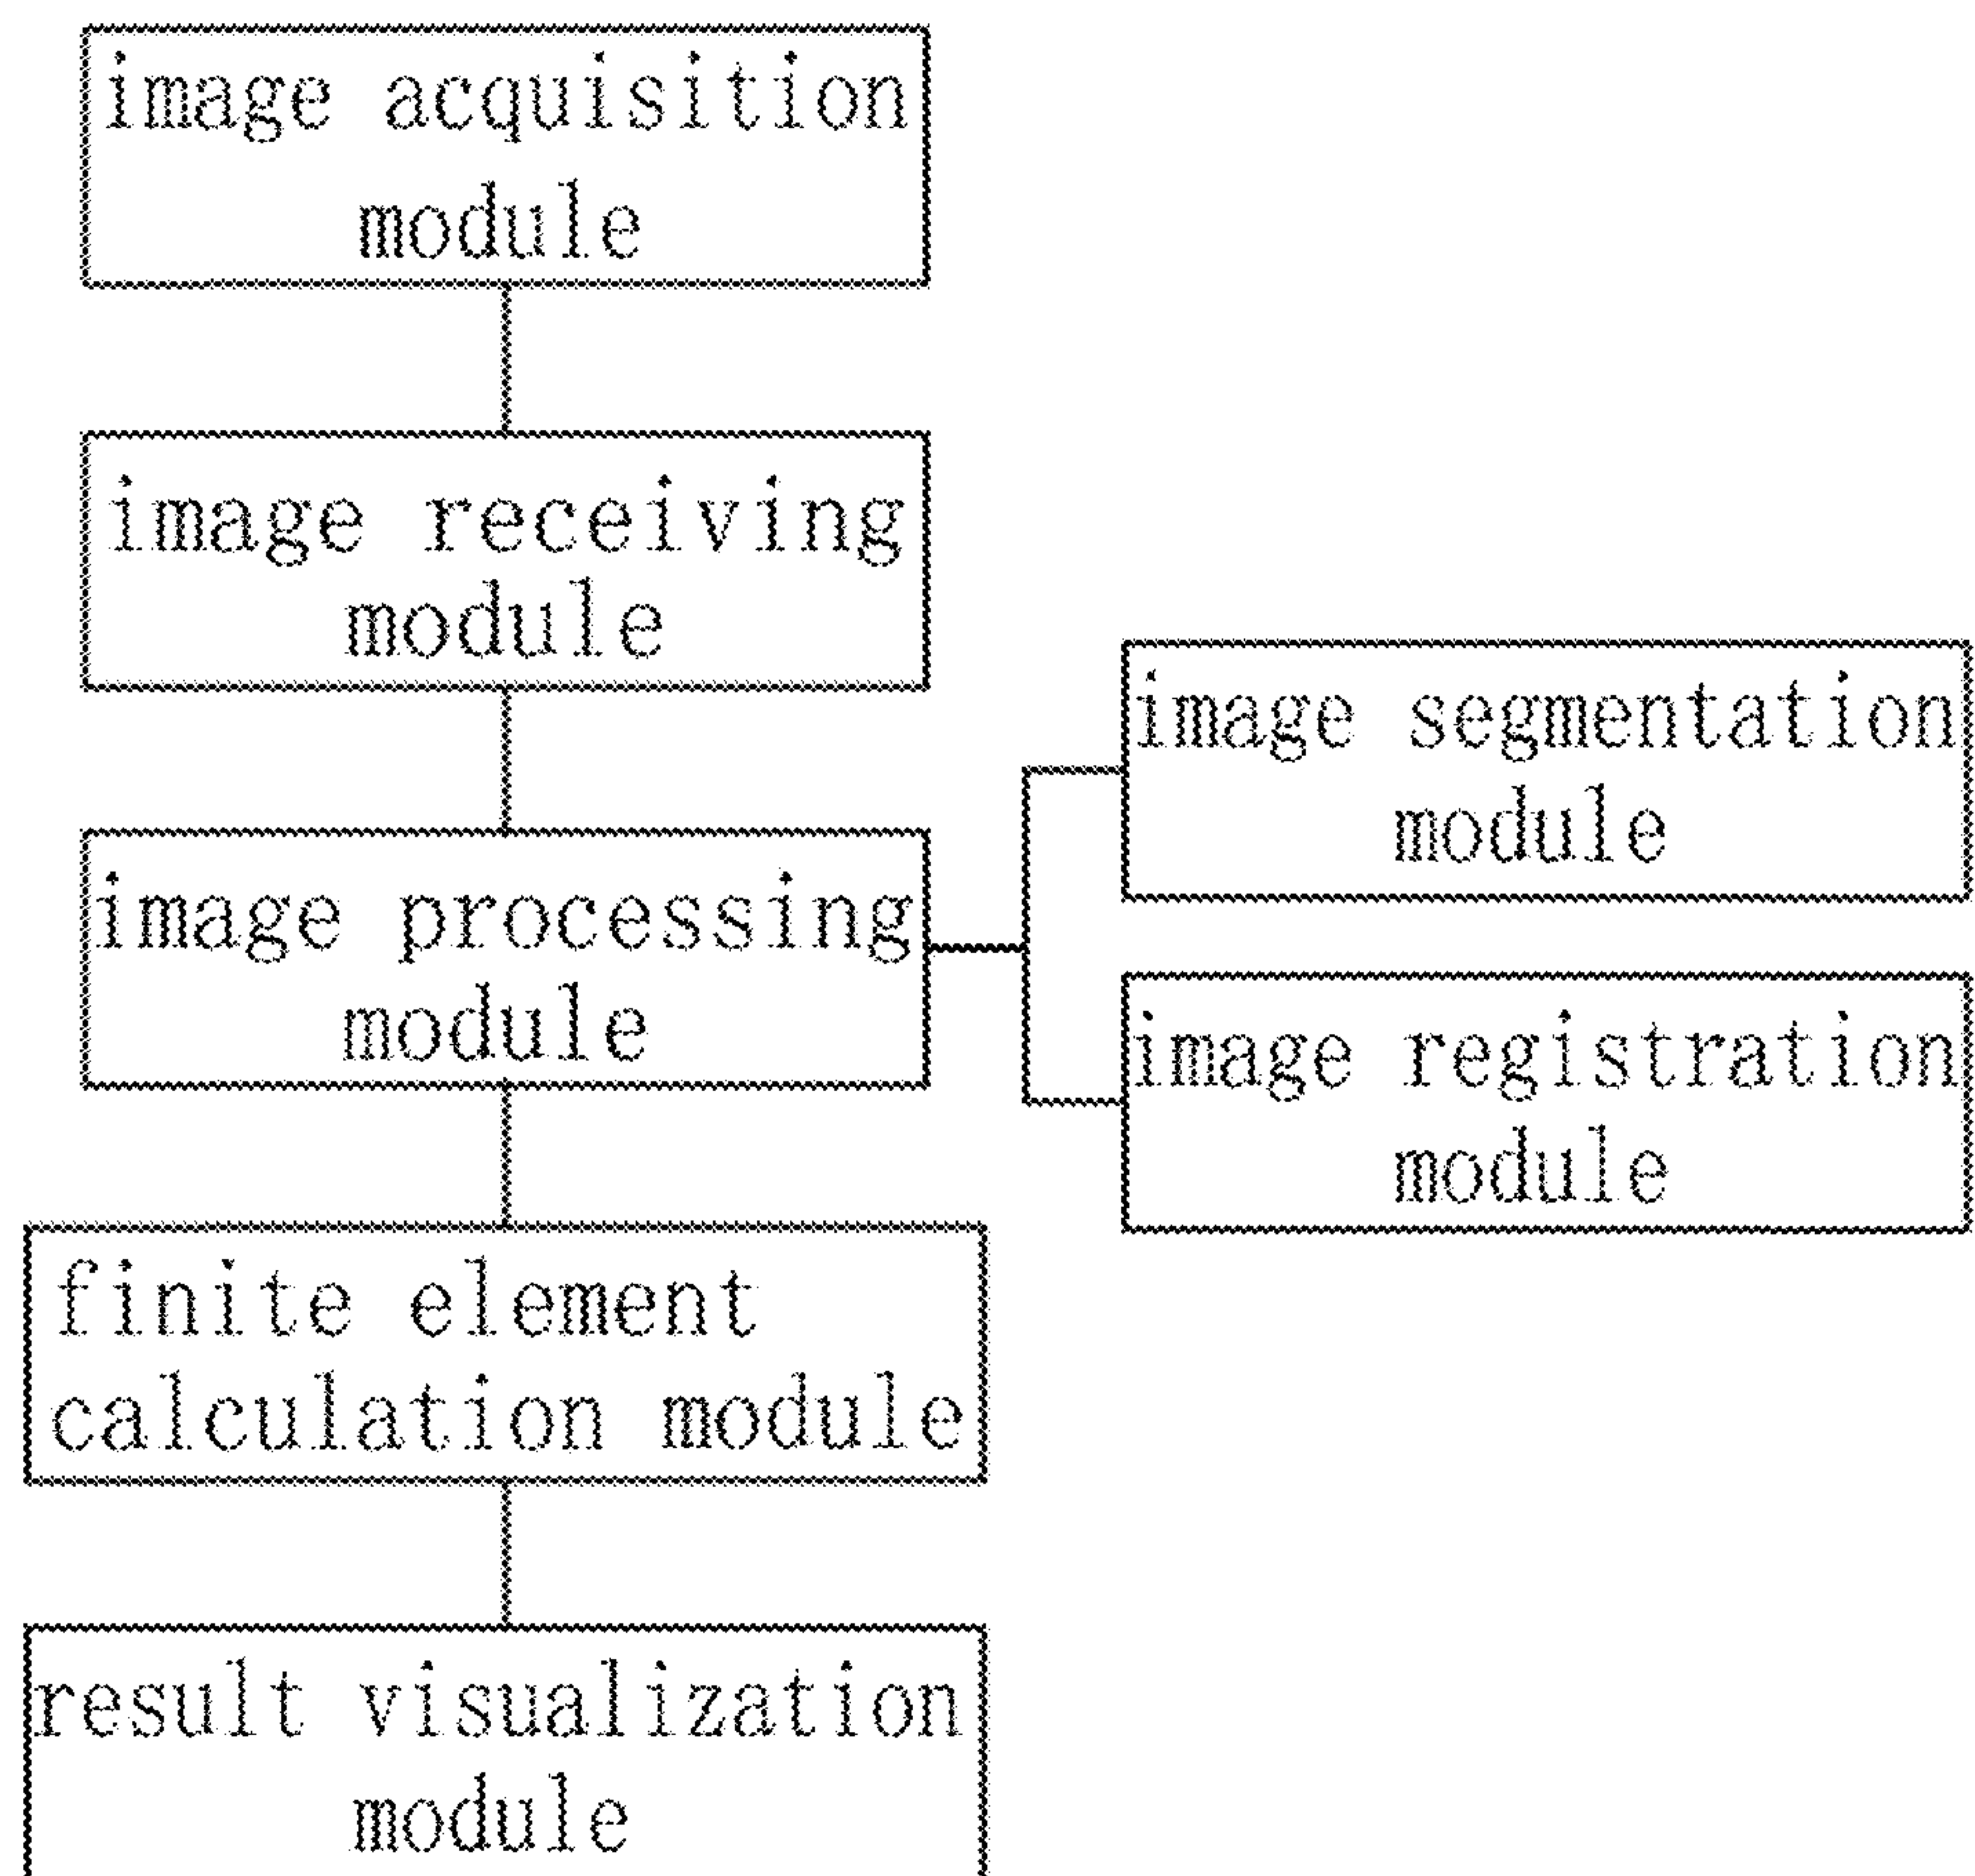 image acquisition
module
image receiving
module
image segmentation
module
image processing
module
image registration
module
finite element
calculation module
result visualization
module